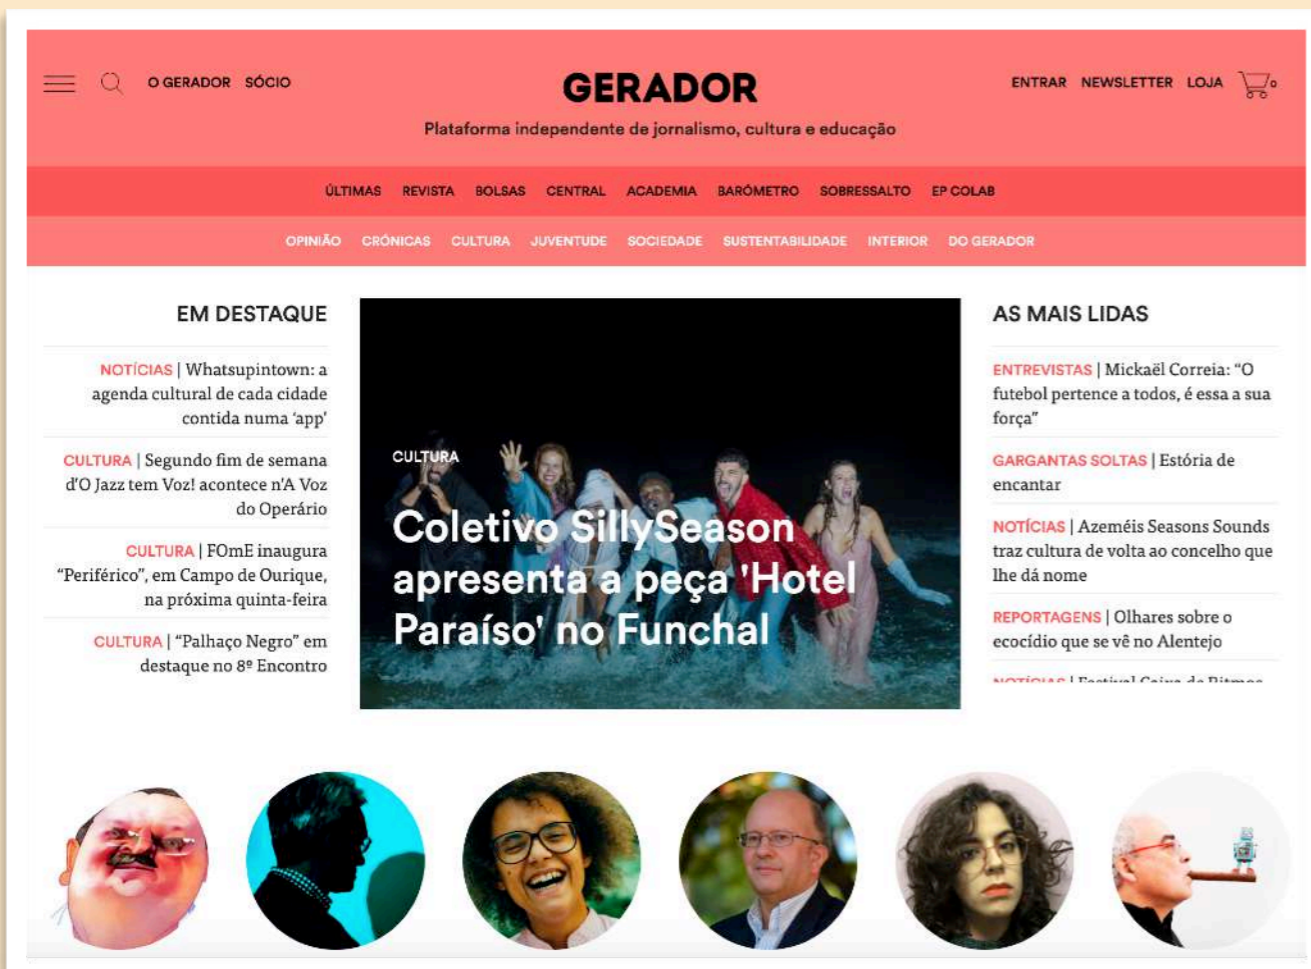 O GERADOR SÓCIO
GERADOR
ENTRAR NEWSLETTER LOJA 0
Plataforma independente de jornalismo, cultura e educação
ÚLTIMAS REVISTA BOLSAS CENTRAL ACADEMIA BARÓMETRO SOBRESSALTO EP COLAB
OPINIÃO CRÓNICAS CULTURA JUVENTUDE SOCIEDADE SUSTENTABILIDADE INTERIOR DO GERADOR
EM DESTAQUE
NOTÍCIAS | Whatsupintown: a
agenda cultural de cada cidade
contida numa ‘app’
CULTURA | Segundo fim de semana
d'O Jazz tem Voz! acontece n'A Voz
do Operário
CULTURA | FOmE inaugura
“Periférico”, em Campo de Ourique,
na próxima quinta-feira
CULTURA | “Palhaço Negro” em
destaque no 8º Encontro
CULTURA
Coletivo SillySeason
apresenta a peça 'Hotel
Paraíso' no Funchal
AS MAIS LIDAS
ENTREVISTAS | Mickaël Correia: “O
futebol pertence a todos, é essa a sua
força”
GARGANTAS SOLTAS | Estória de
encantar
NOTÍCIAS | Azeméis Seasons Sounds
traz cultura de volta ao concelho que
lhe dá nome
REPORTAGENS | Olhares sobre o
ecocídio que se vê no Alentejo
NOTÍCIAS | Festival Caixa de Ritmos